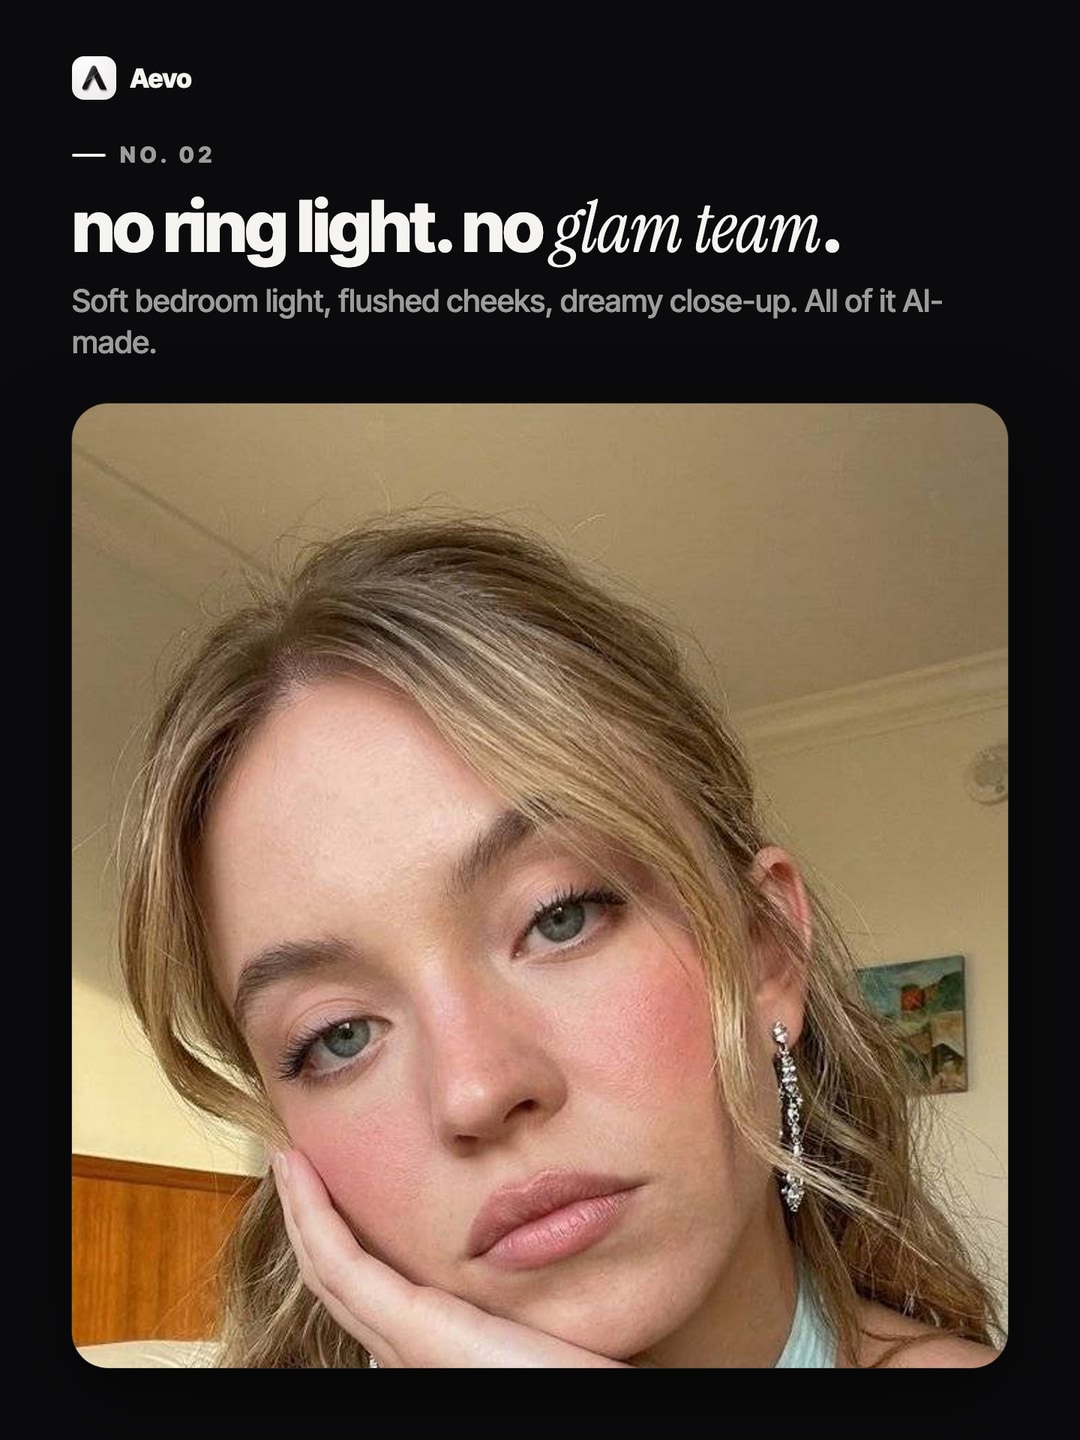 Aevo
NO. 02
no ring light. no glam team.
Soft bedroom light, flushed cheeks, dreamy close-up. All of it AI-
made.